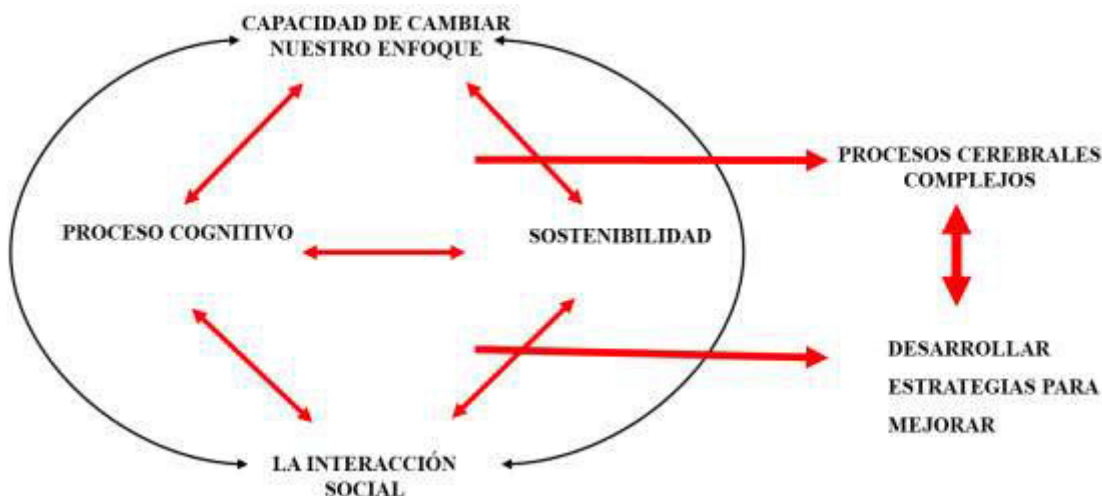 CAPACIDAD DE CAMBIAR
NUESTRO ENFOQUE
PROCESOS CEREBRALES
COMPLEJOS
PROCESO COGNITIVO
SOSTENIBILIDAD
DESARROLLAR
ESTRATEGIAS PARA
MEJORAR
LA INTERACCIÓN
SOCIAL